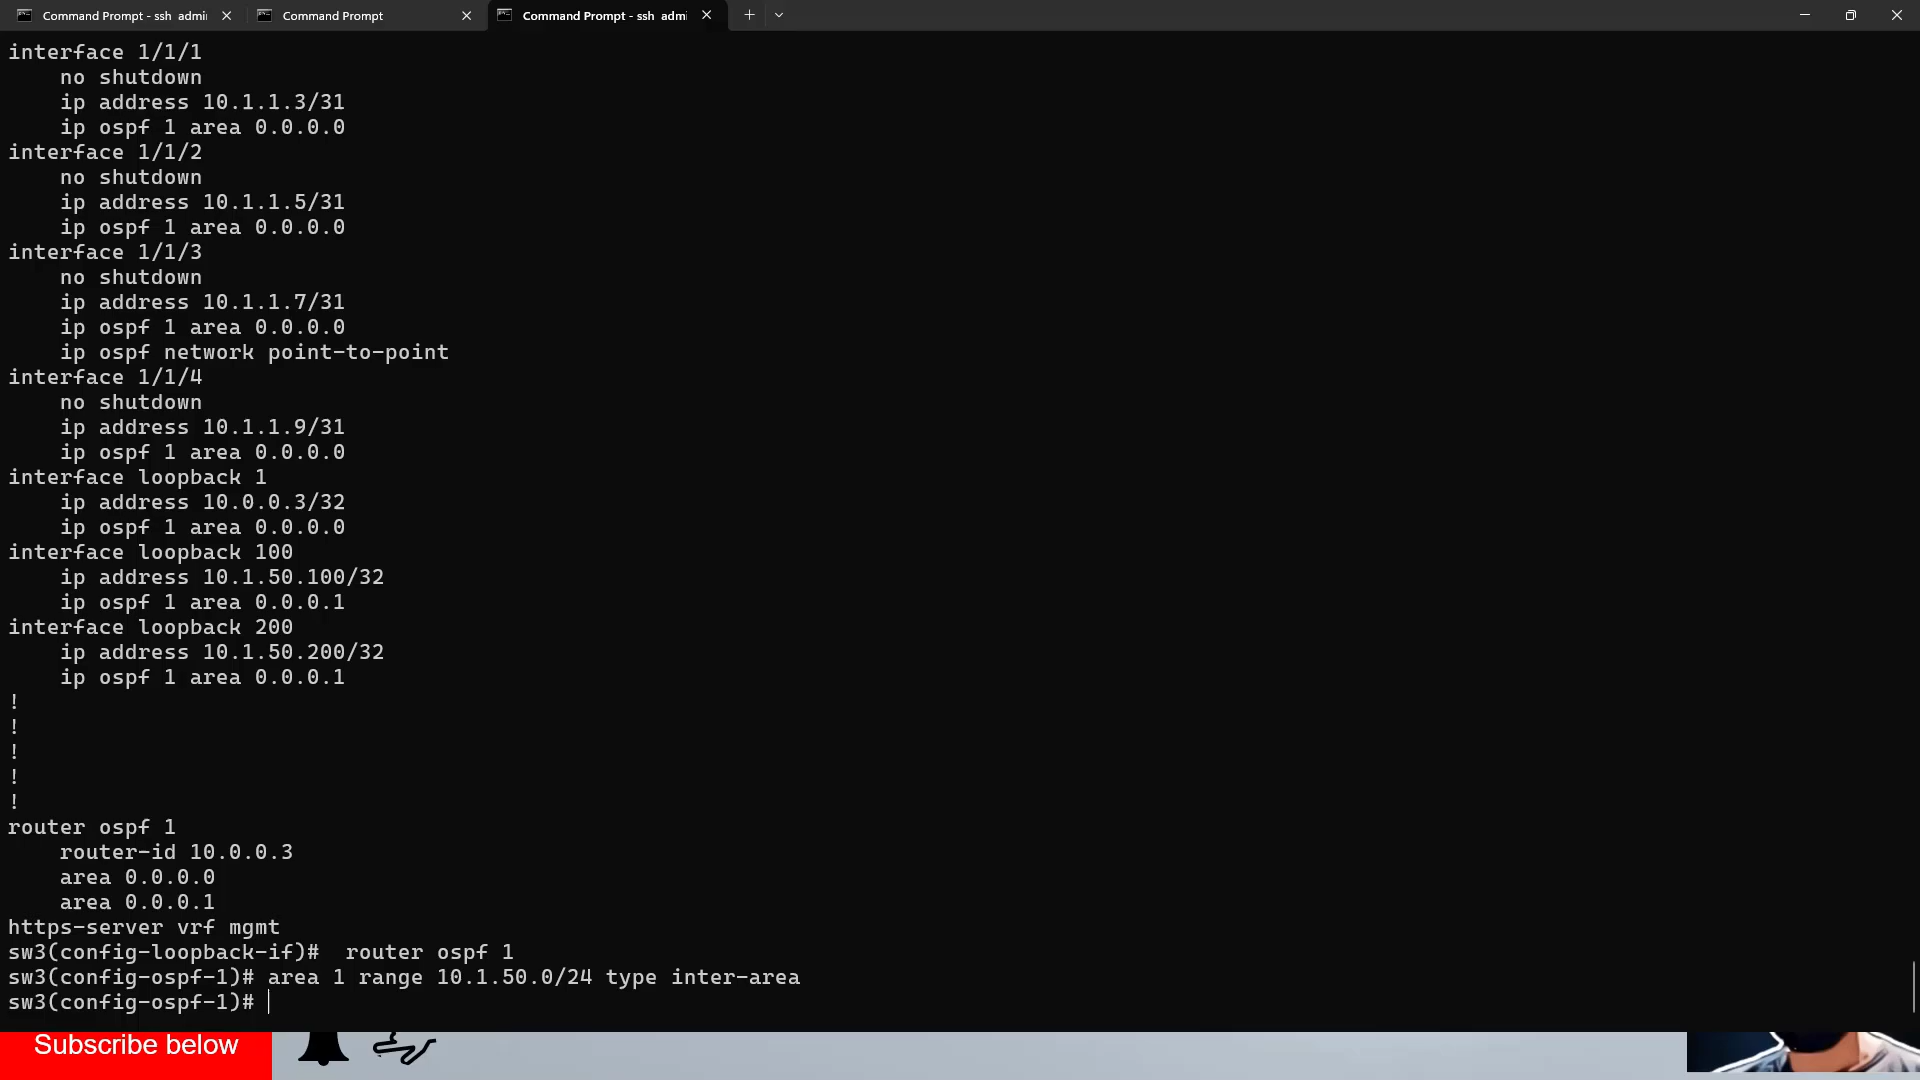 Command Prompt - ssh admi
Command Prompt
Command Prompt - ssh admi
interface 1/1/1
    no shutdown
    ip address 10.1.1.3/31
    ip ospf 1 area 0.0.0.0
interface 1/1/2
    no shutdown
    ip address 10.1.1.5/31
    ip ospf 1 area 0.0.0.0
interface 1/1/3
    no shutdown
    ip address 10.1.1.7/31
    ip ospf 1 area 0.0.0.0
    ip ospf network point-to-point
interface 1/1/4
    no shutdown
    ip address 10.1.1.9/31
    ip ospf 1 area 0.0.0.0
interface loopback 1
    ip address 10.0.0.3/32
    ip ospf 1 area 0.0.0.0
interface loopback 100
    ip address 10.1.50.100/32
    ip ospf 1 area 0.0.0.1
interface loopback 200
    ip address 10.1.50.200/32
    ip ospf 1 area 0.0.0.1
!
!
!
!
!
router ospf 1
    router-id 10.0.0.3
    area 0.0.0.0
    area 0.0.0.1
https-server vrf mgmt
sw3(config-loopback-if)#  router ospf 1
sw3(config-ospf-1)# area 1 range 10.1.50.0/24 type inter-area
sw3(config-ospf-1)#
Subscribe below